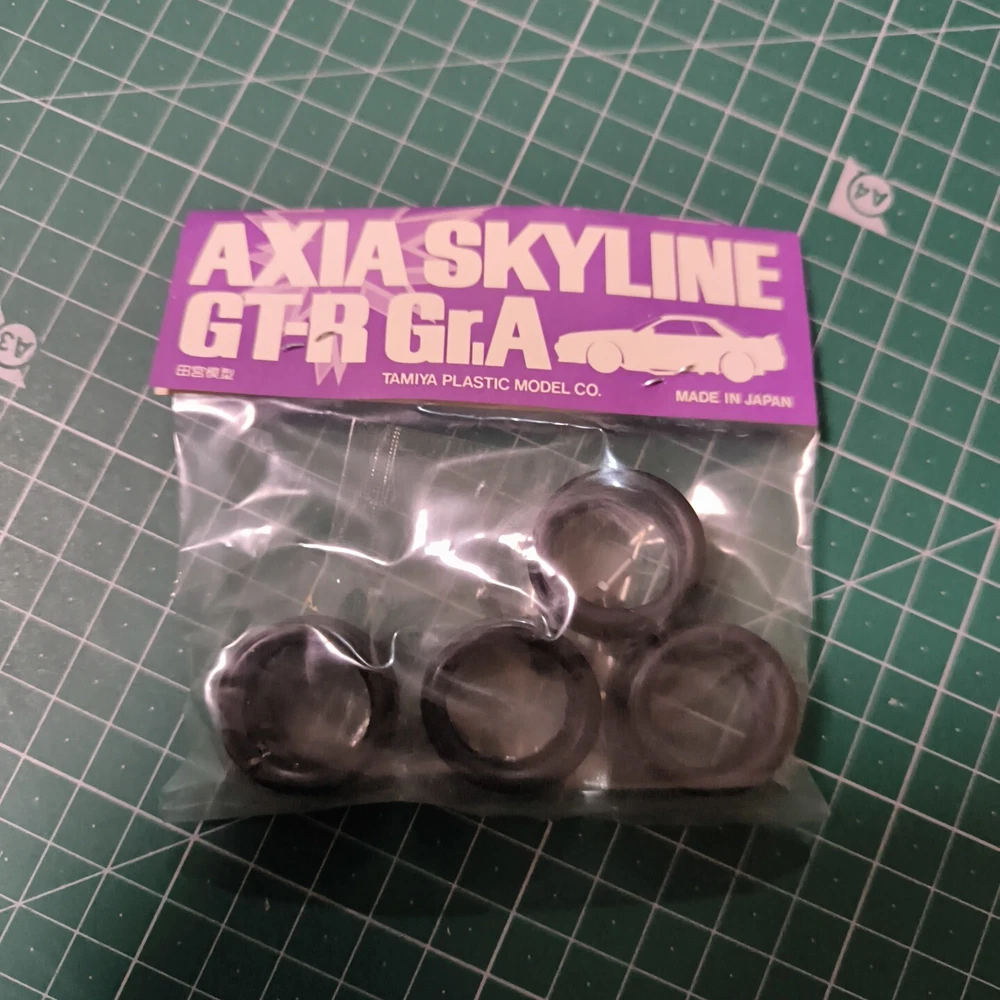 AXIA SKYLINE
GT-R Gr.A
田宮模型
TAMIYA PLASTIC MODEL CO.
MADE IN JAPAN
A4
A3